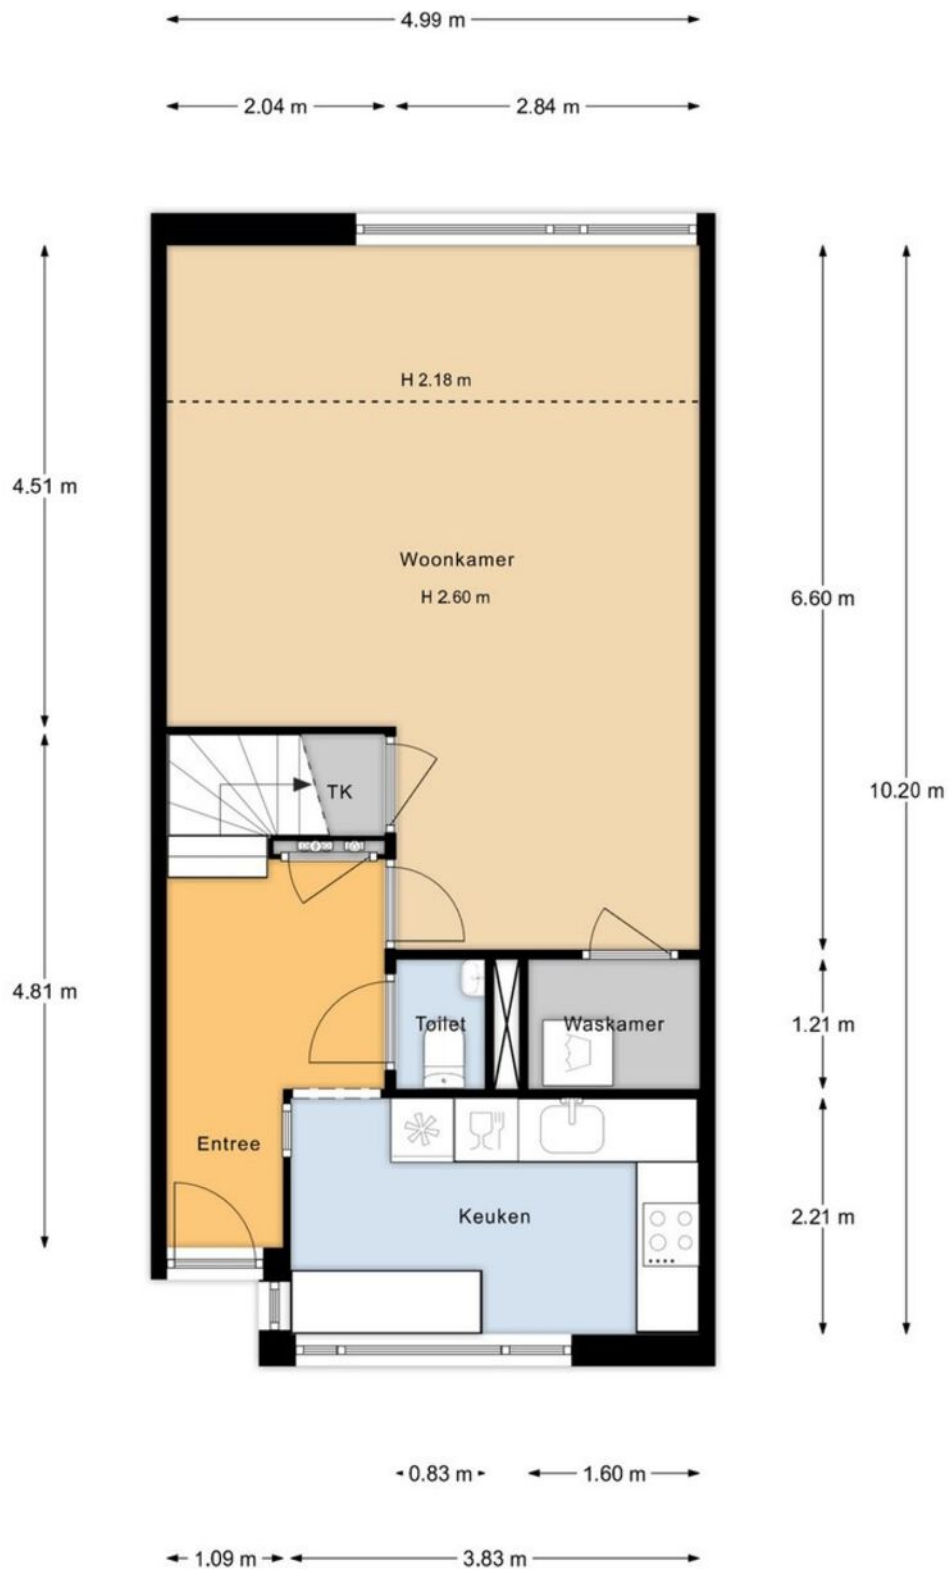 4.99 m
2.04 m
2.84 m
H 2.18 m
4.51 m
Woonkamer
H 2.60 m
6.60 m
TK
10.20 m
4.81 m
Toilet
Waskamer
1.21 m
Entree
Keuken
2.21 m
0.83 m
1.60 m
1.09 m
3.83 m